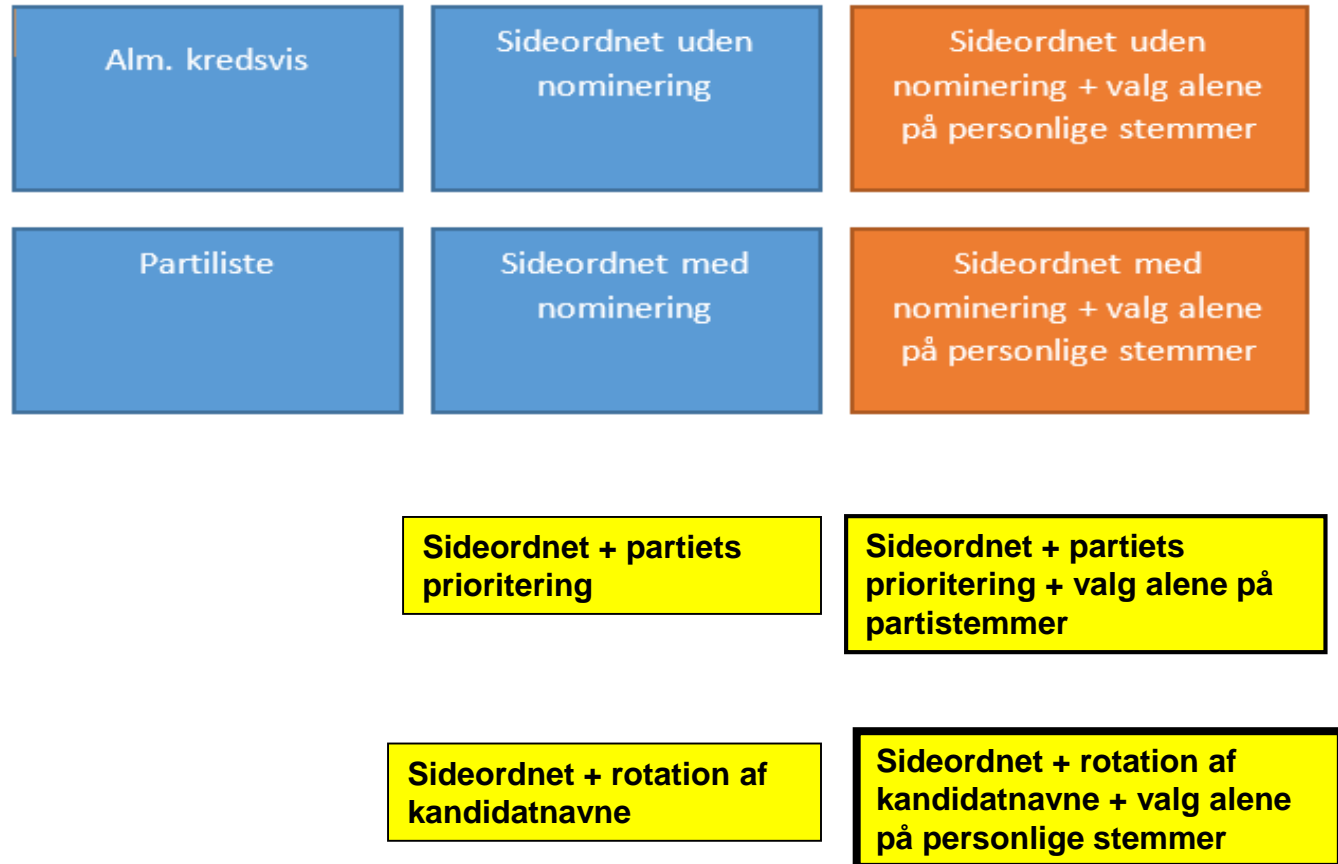 Alm. kredsvis
Sideordnet uden
nominering
Sideordnet uden
nominering + valg alene
på personlige stemmer
Partiliste
Sideordnet med
nominering
Sideordnet med
nominering + valg alene
på personlige stemmer
Sideordnet + partiets
prioritering
Sideordnet + partiets
prioritering + valg alene på
partistemmer
Sideordnet + rotation af
kandidatnavne
Sideordnet + rotation af
kandidatnavne + valg alene
på personlige stemmer